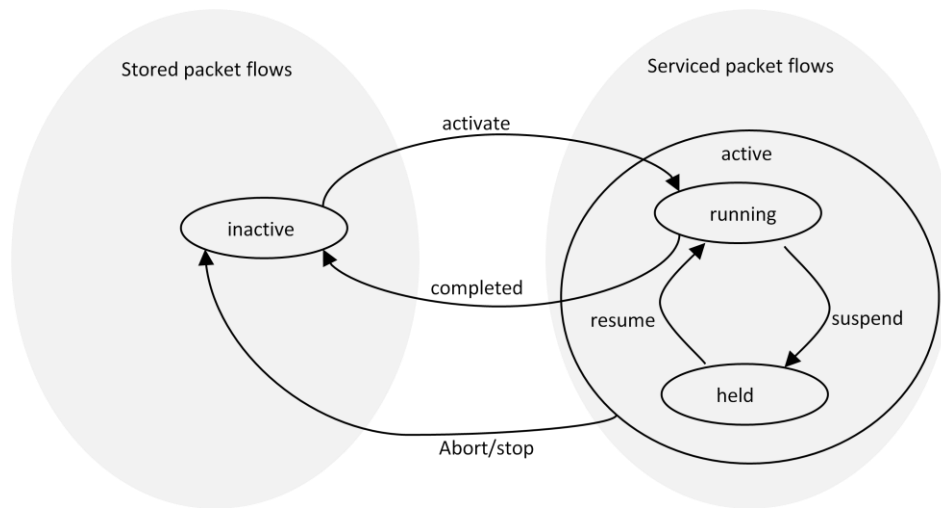 Stored packet flows
Serviced packet flows
activate
active
inactive
running
completed
resume
suspend
held
Abort/stop